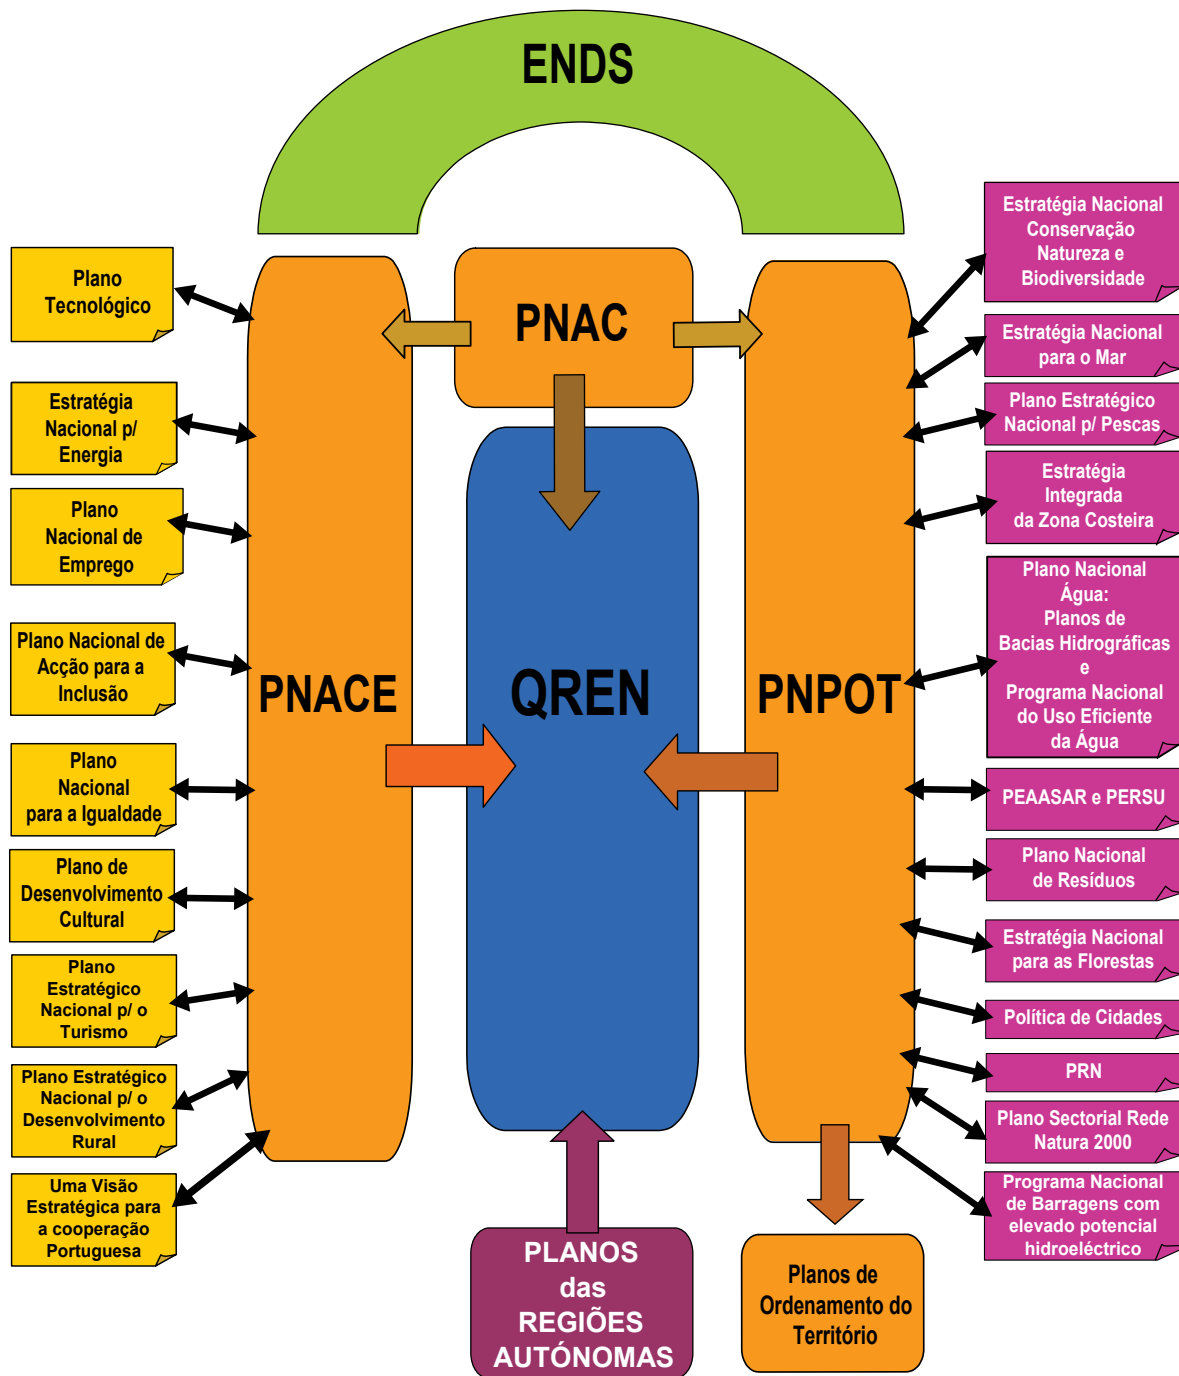 ENDS
Plano
Tecnológico
Estratégia
Nacional p/
Energia
Plano
Nacional de
Emprego
Plano Nacional de
Acção para a
Inclusão
Plano
Nacional
para a Igualdade
Plano de
Desenvolvimento
Cultural
Plano
Estratégico
Nacional p/ o
Turismo
Plano Estratégico
Nacional p/ o
Desenvolvimento
Rural
Uma Visão
Estratégica para
a cooperação
Portuguesa
PNACE
PNAC
QREN
PLANOS
das
REGIÕES
AUTÓNOMAS
PNPOT
Planos de
Ordenamento do
Território
Estratégia Nacional
Conservação
Natureza e
Biodiversidade
Estratégia Nacional
para o Mar
Plano Estratégico
Nacional p/ Pescas
Estratégia
Integrada
da Zona Costeira
Plano Nacional
Água:
Planos de
Bacias Hidrográficas
e
Programa Nacional
do Uso Eficiente
da Água
PEAASAR e PERSU
Plano Nacional
de Resíduos
Estratégia Nacional
para as Florestas
Política de Cidades
PRN
Plano Sectorial Rede
Natura 2000
Programa Nacional
de Barragens com
elevado potencial
hidroeléctrico